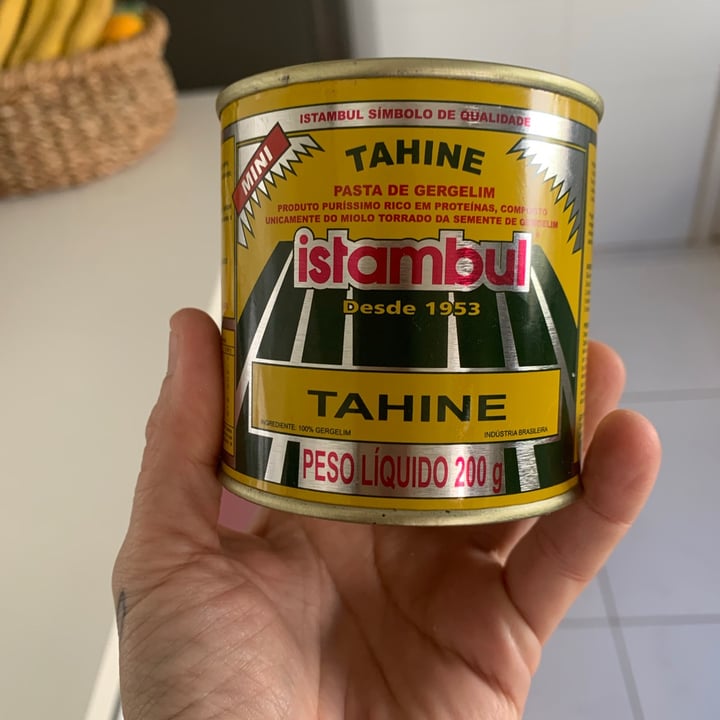 ISTAMBUL SÍMBOLO DE QUALIDADE
MINI
TAHINE
PASTA DE GERGELIM
PRODUTO PURÍSSIMO RICO EM PROTEÍNAS, COMPOSTO
UNICAMENTE DO MIOLO TORRADO DA SEMENTE DE GERGELIM
istambul
Desde 1953
TAHINE
INGREDIENTE: 100% GERGELIM
INDÚSTRIA BRASILEIRA
PESO LÍQUIDO 200 g